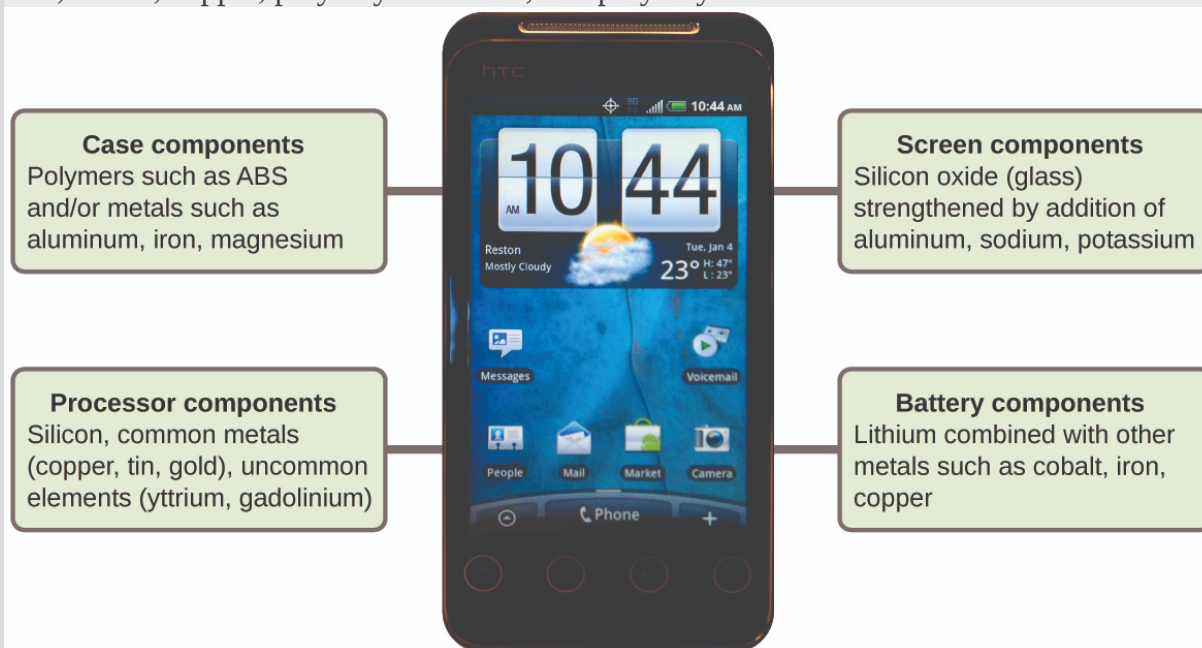 Case components
Polymers such as ABS
and/or metals such as
aluminum, iron, magnesium
Processor components
Silicon, common metals
(copper, tin, gold), uncommon
elements (yttrium, gadolinium)
hTC
3G
10:44 AM
10 44
AM
Reston
Mostly Cloudy
Tue, Jan 4
23° H: 47°
L: 23°
Messages
Voicemail
People Mail Market Camera
Phone
Screen components
Silicon oxide (glass)
strengthened by addition of
aluminum, sodium, potassium
Battery components
Lithium combined with other
metals such as cobalt, iron,
copper